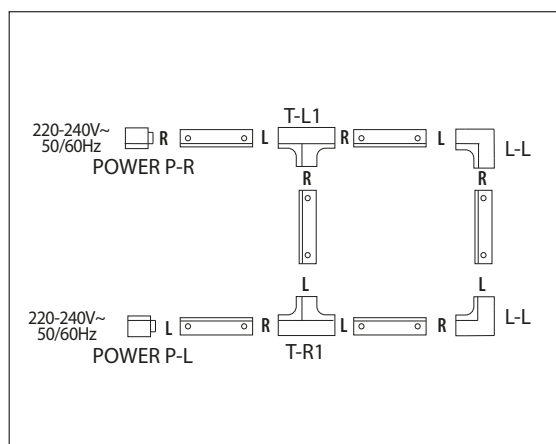 T-L1
220-240V~ R L R L
50/60Hz
L-L
POWER P-R
R R
L L
220-240V~ L R L R L-L
50/60Hz
POWER P-L
T-R1